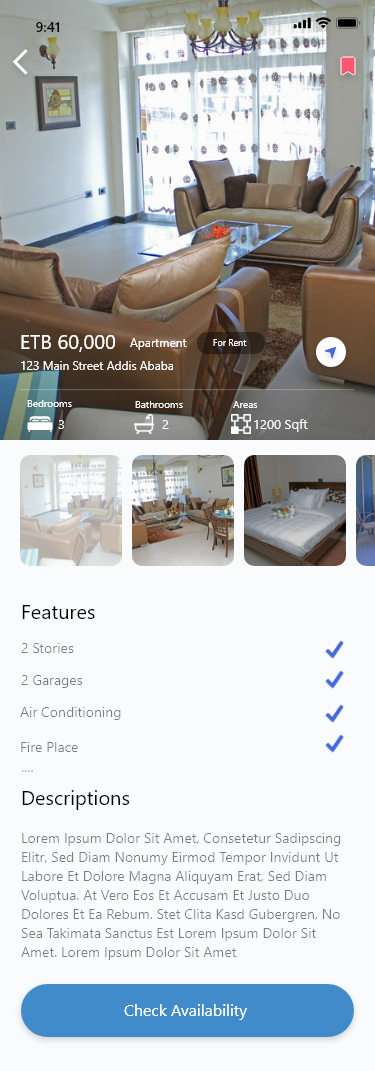 9:41
ETB 60,000 Apartment For Rent
123 Main Street Addis Ababa
Bedrooms Bathrooms Areas
3 2 1200 Sqft
Features
2 Stories
2 Garages
Air Conditioning
Fire Place
....
Descriptions
Lorem Ipsum Dolor Sit Amet, Consetetur Sadipscing
Elitr, Sed Diam Nonumy Eirmod Tempor Invidunt Ut
Labore Et Dolore Magna Aliquyam Erat, Sed Diam
Voluptua. At Vero Eos Et Accusam Et Justo Duo
Dolores Et Ea Rebum. Stet Clita Kasd Gubergren, No
Sea Takimata Sanctus Est Lorem Ipsum Dolor Sit
Amet. Lorem Ipsum Dolor Sit Amet
Check Availability